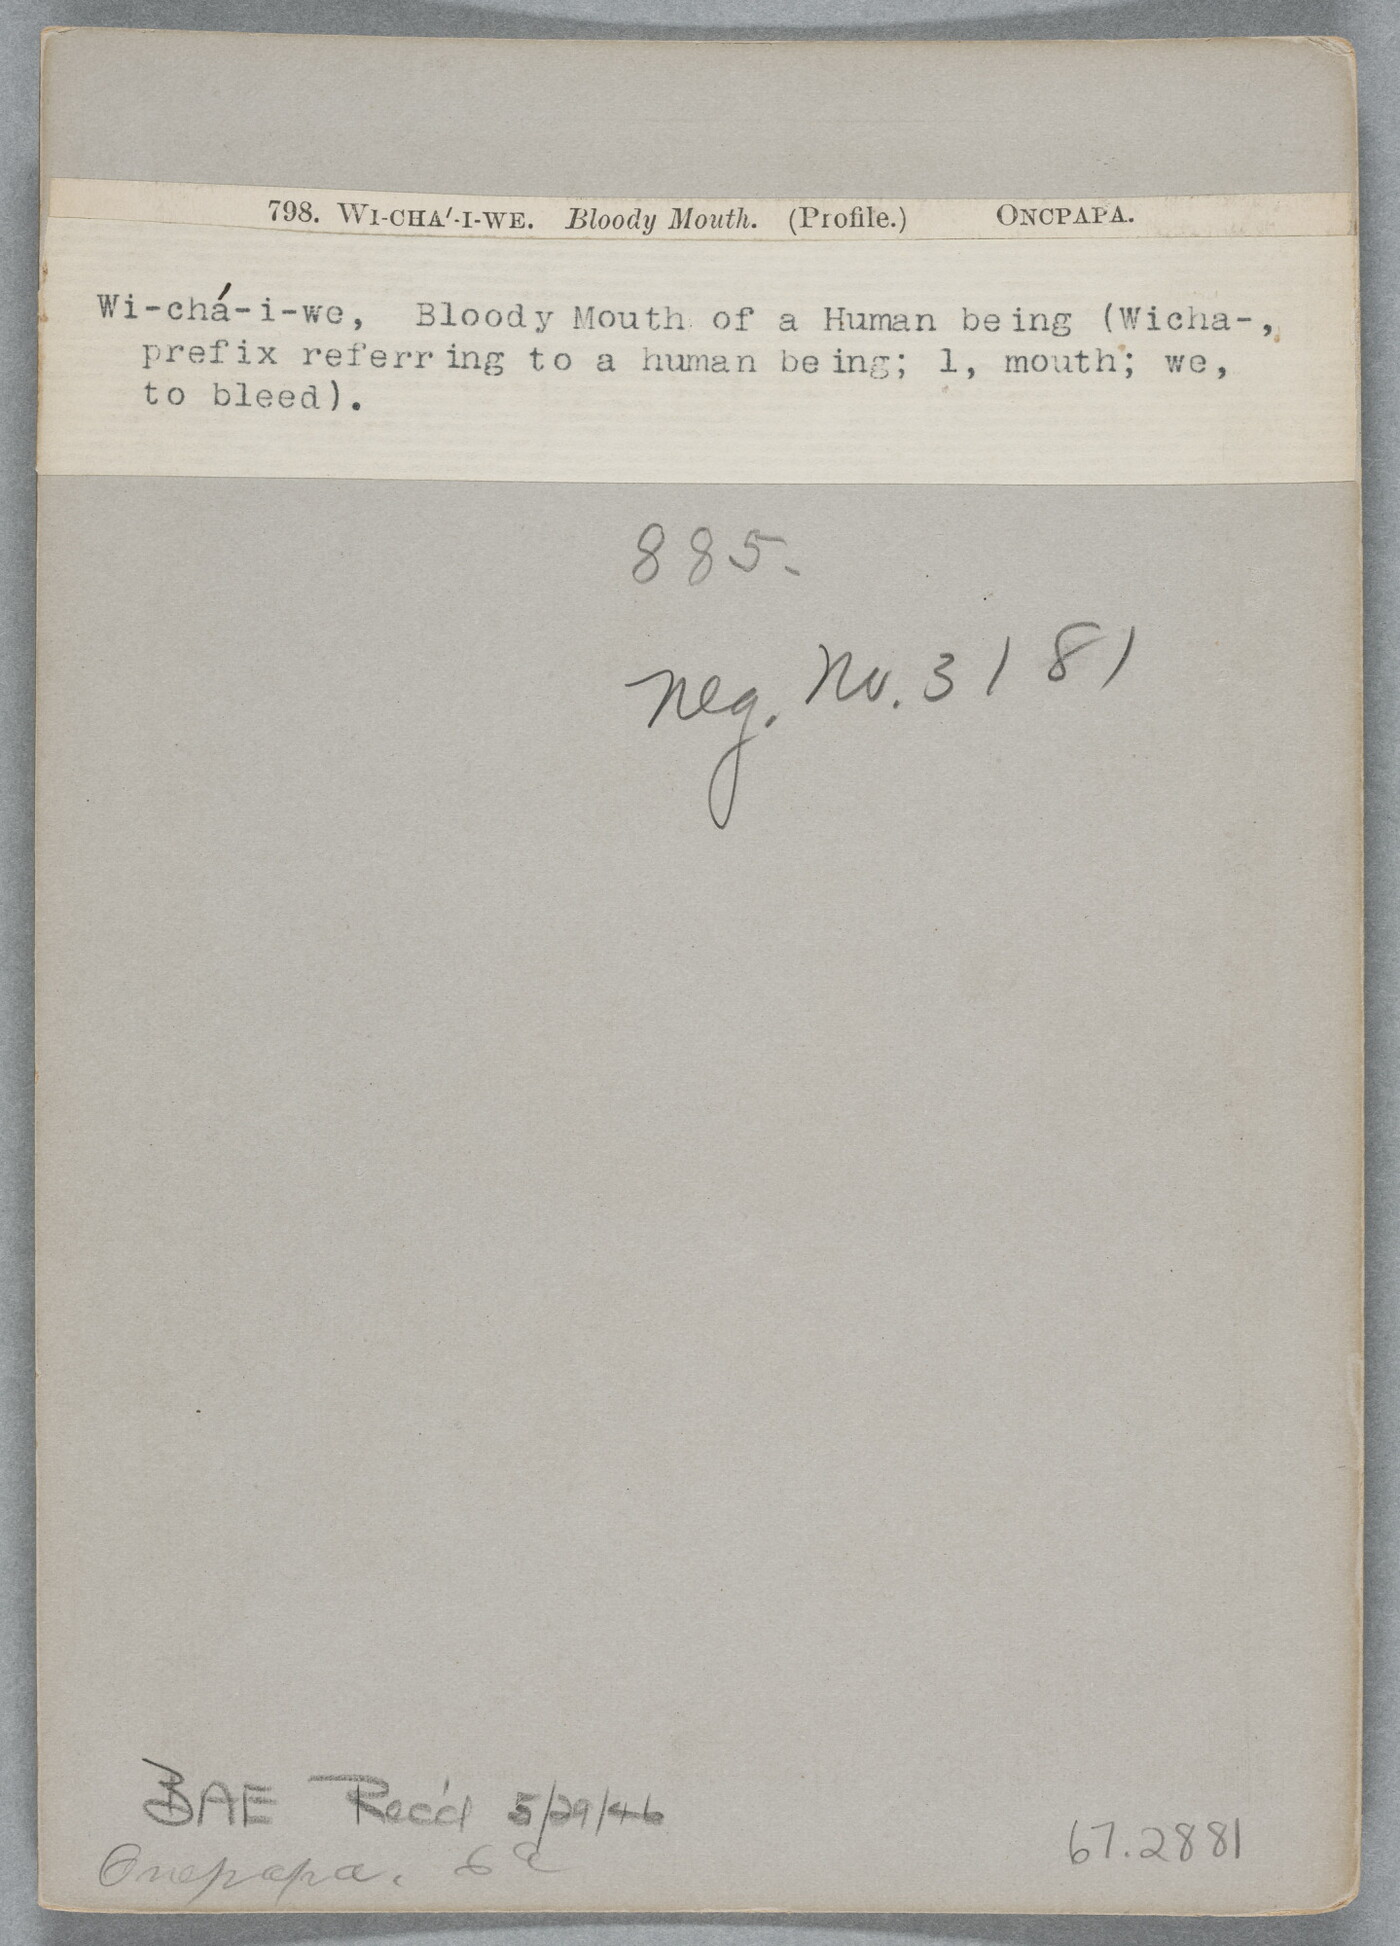 798. WI-CHA'-I-WE. Bloody Mouth. (Profile.) ONCPAPA.
Wi-chá-i-we, Bloody Mouth of a Human being (Wicha-,
prefix referring to a human being; l, mouth; we,
to bleed).
885.
Neg. No. 3181
BAE Rec'd 5/29/46
Oncpapa.
67.2881